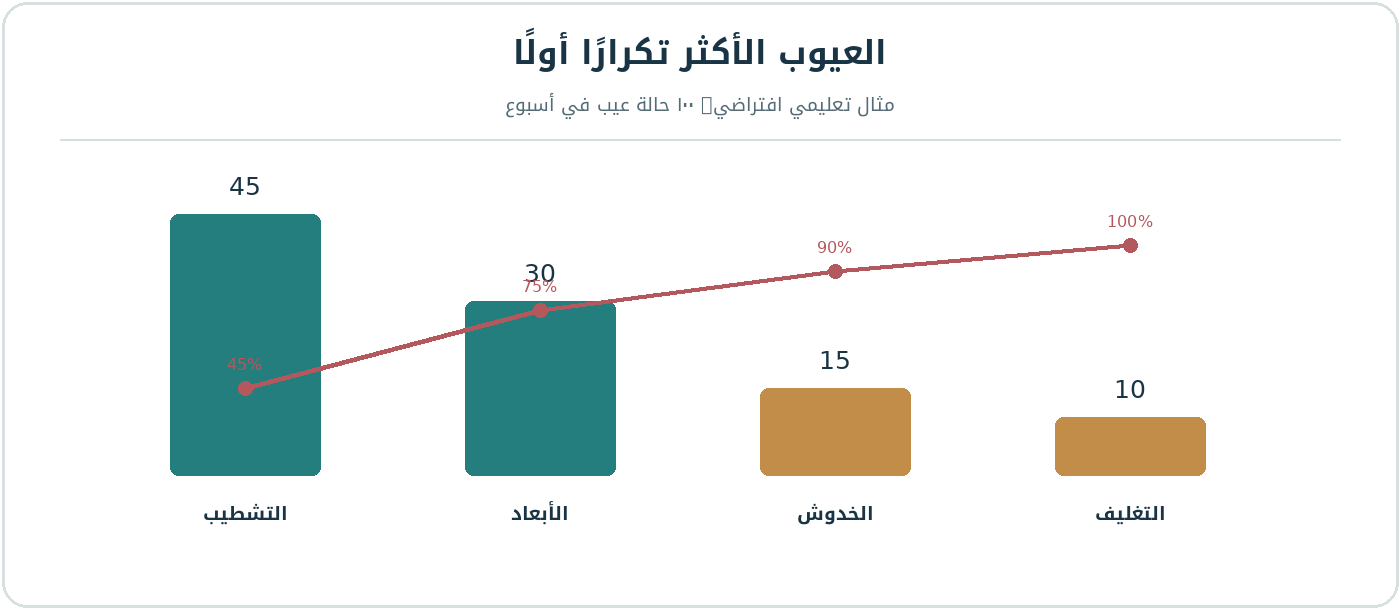 العيوب الأكثر تكرارًا أولًا
مثال تعليمي افتراضي ١٠٠ حالة عيب في أسبوع
45
30
15
10
45%
75%
90%
100%
التشطيب
الأبعاد
الخدوش
التغليف